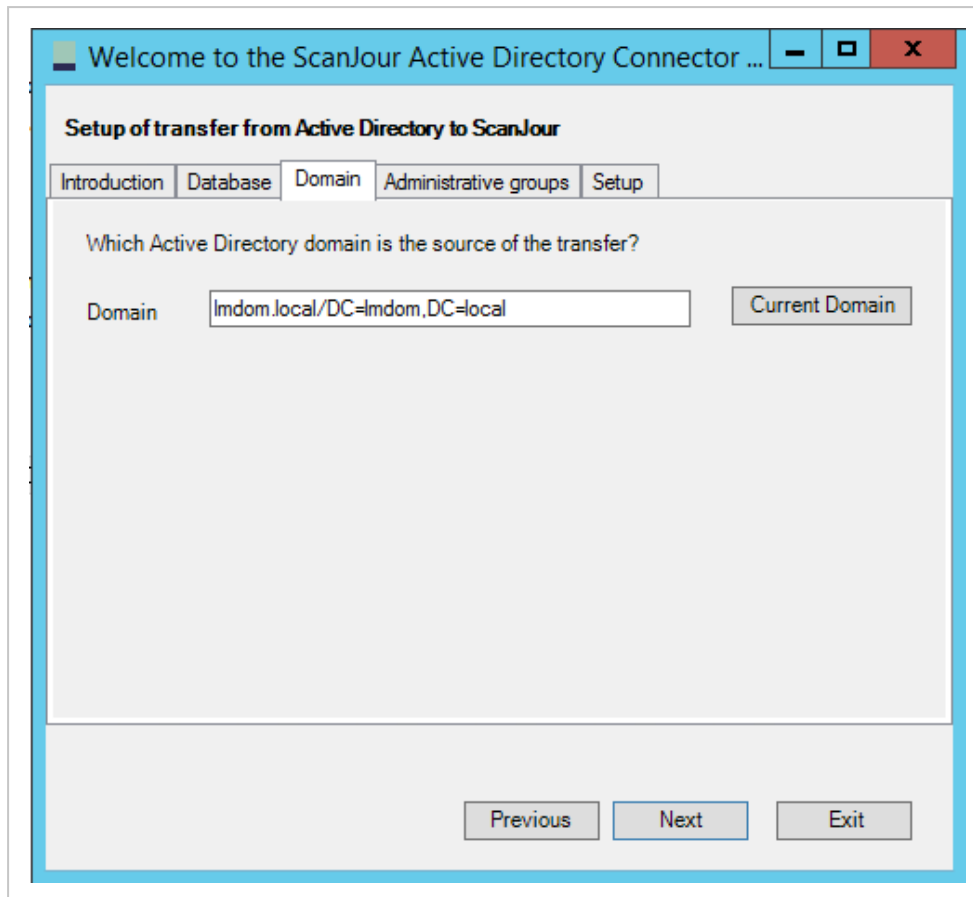 Welcome to the ScanJour Active Directory Connector ...
Setup of transfer from Active Directory to ScanJour
Introduction Database Domain Administrative groups Setup
Which Active Directory domain is the source of the transfer?
Domain lmdom.local/DC=lmdom,DC=local Current Domain
Previous Next Exit